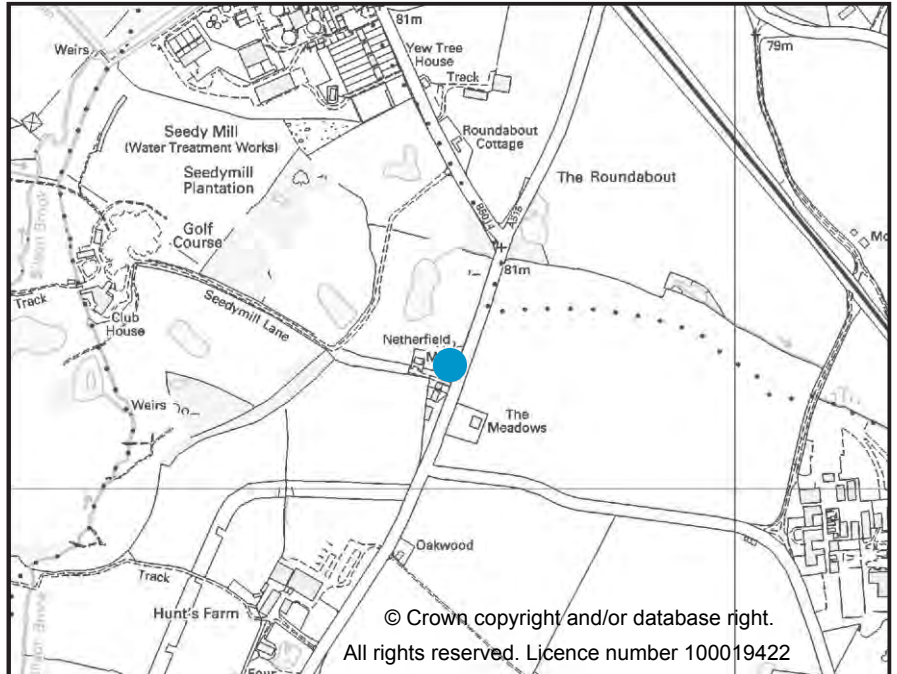 81m
Weirs
Yew Tree
House
Track
79m
Seedy Mill
(Water Treatment Works)
Roundabout
Cottage
Seedymill
Plantation
The Roundabout
Golf
Course
B5014
A515
81m
Track
Seedymill Lane
Club
House
Netherfield
The
Meadows
Weirs
Oakwood
Track
Hunt's Farm
© Crown copyright and/or database right.
All rights reserved. Licence number 100019422